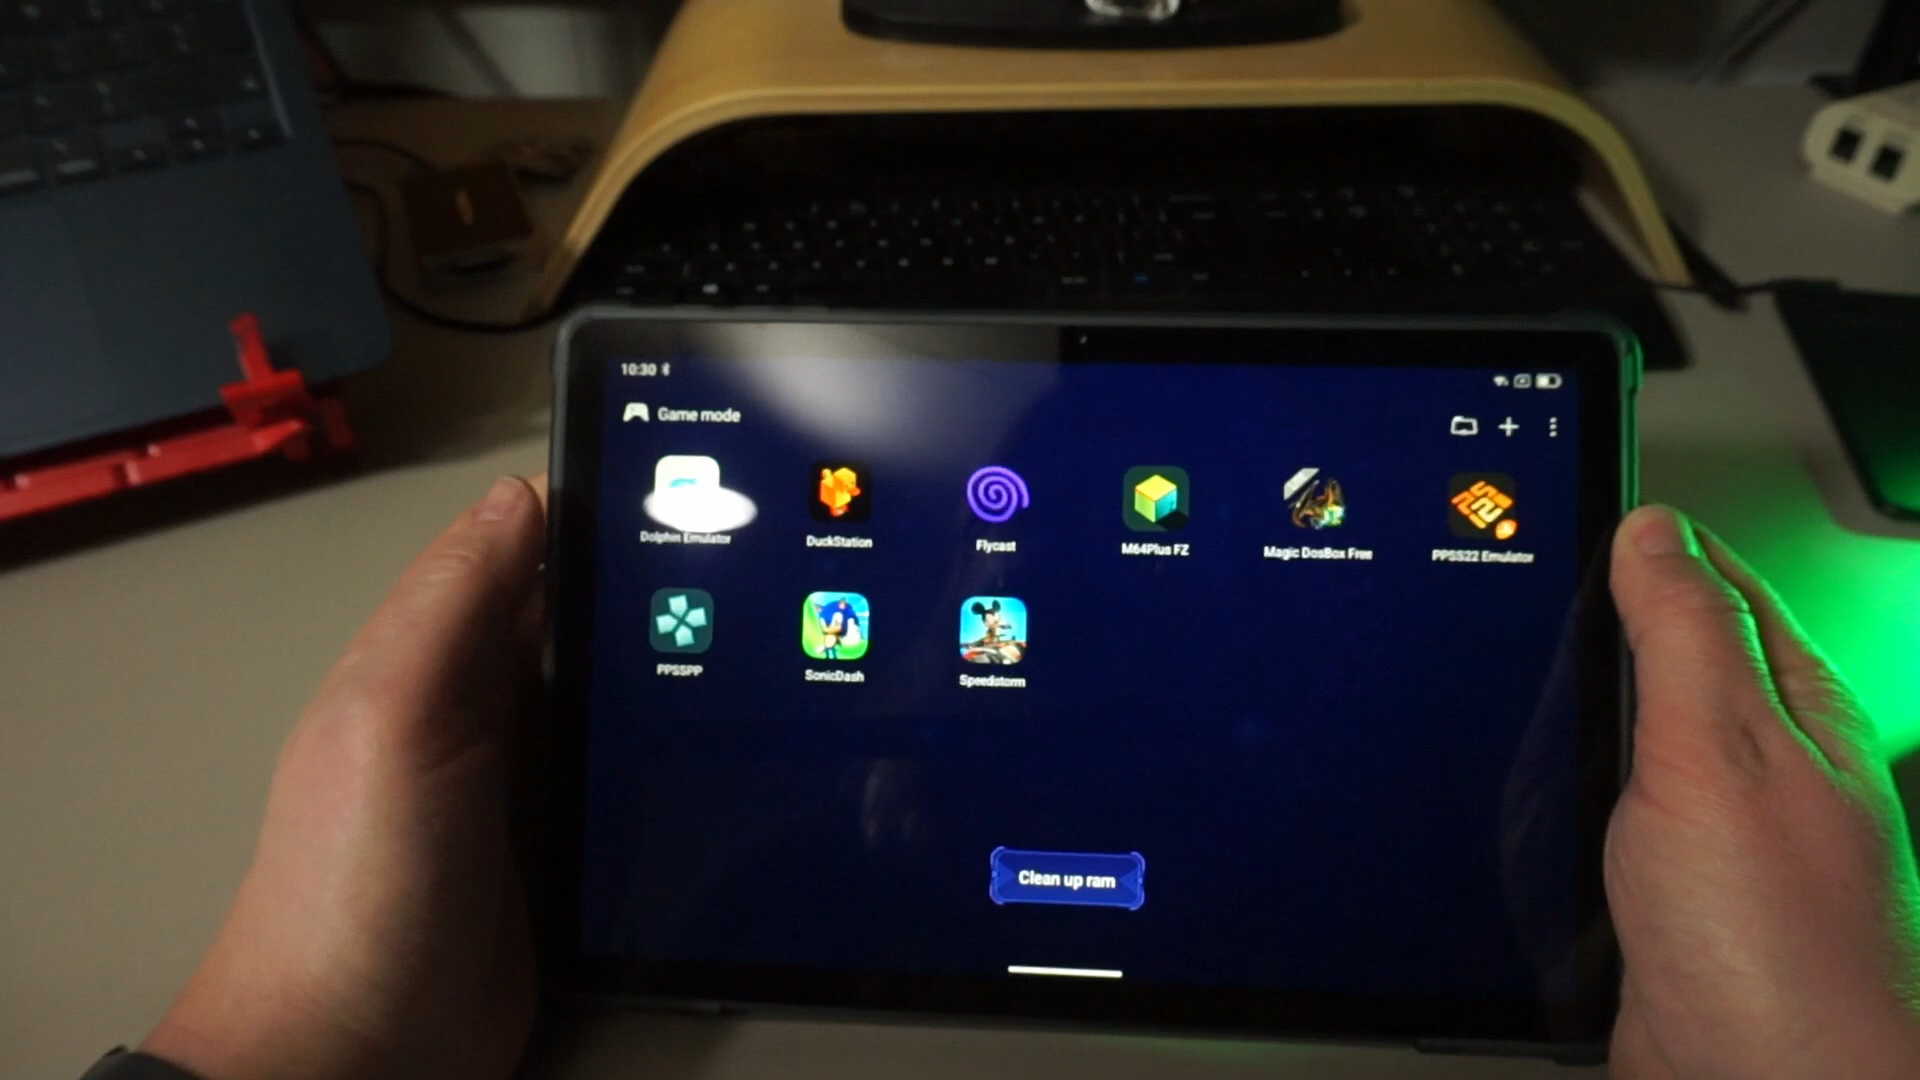 10:30
Game mode
Dolphin Emulator
DuckStation
Flycast
M64Plus FZ
Magic DosBox Free
PPSS22 Emulator
PPSSPP
SonicDash
Speedstorm
Clean up ram